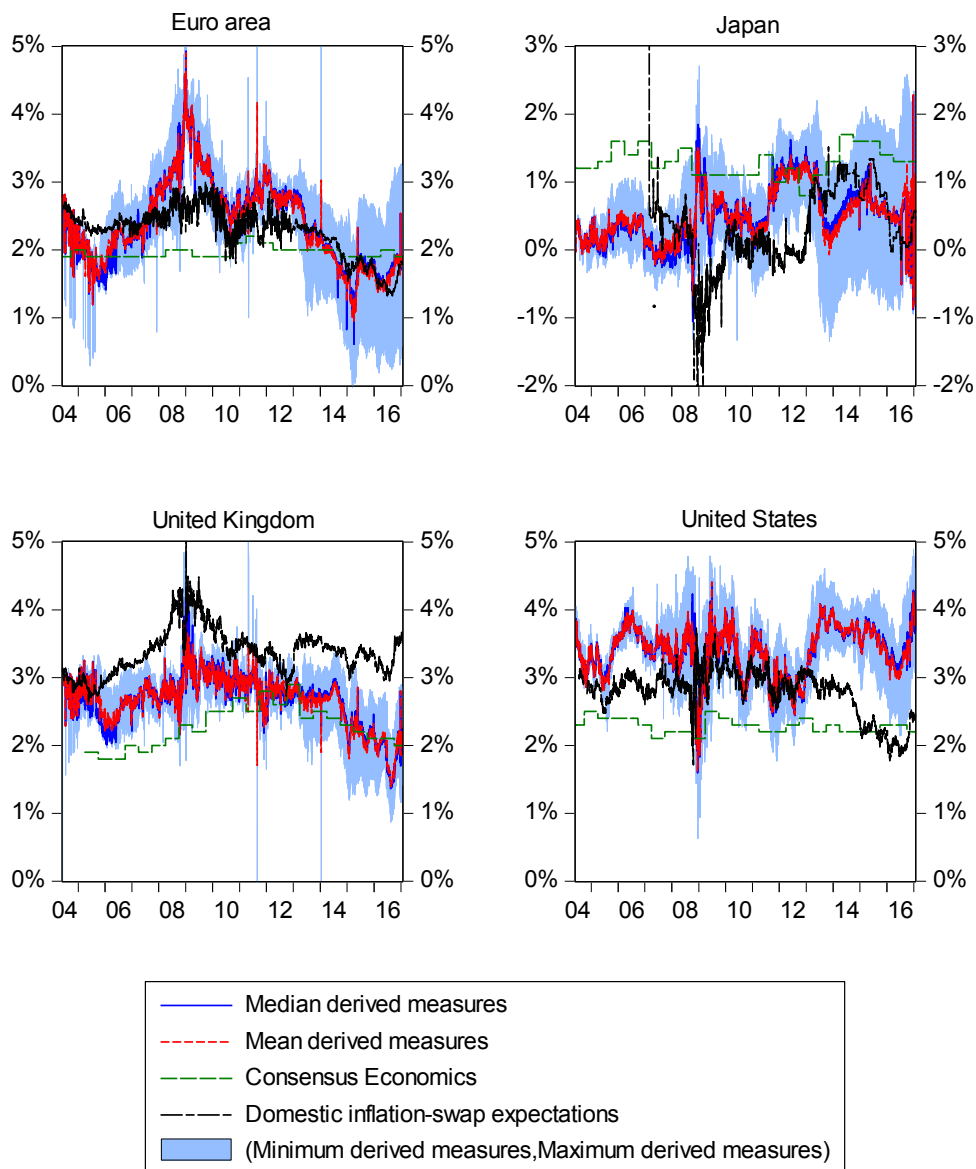 Euro area
Japan
5% 5% 3% 3%
4% 4% 2% 2%
3% 3% 1% 1%
2% 2% 0% 0%
1% 1% -1% -1%
0% 0% -2% -2%
04 06 08 10 12 14 16 04 06 08 10 12 14 16
United Kingdom
United States
5% 5% 5% 5%
4% 4% 4% 4%
3% 3% 3% 3%
2% 2% 2% 2%
1% 1% 1% 1%
0% 0% 0% 0%
04 06 08 10 12 14 16 04 06 08 10 12 14 16
Median derived measures
Mean derived measures
Consensus Economics
Domestic inflation-swap expectations
(Minimum derived measures,Maximum derived measures)